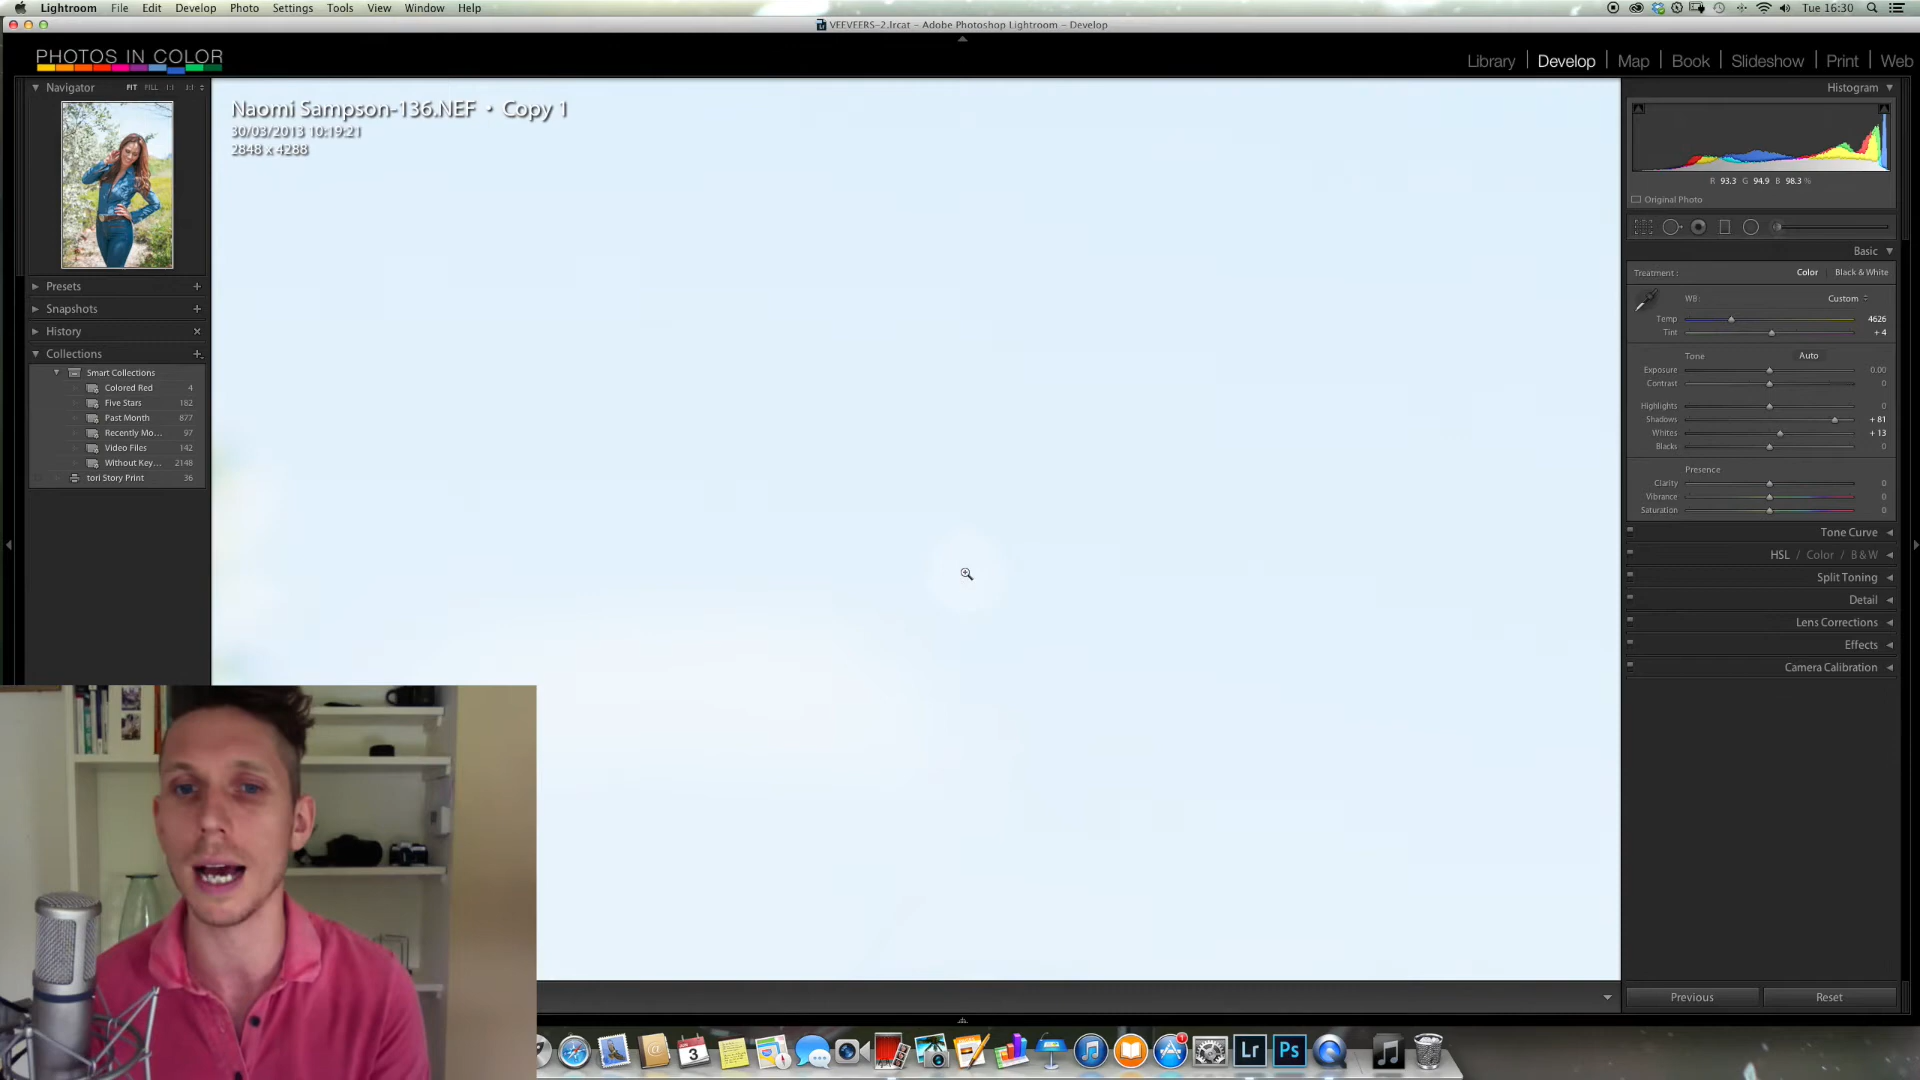 Lightroom File Edit Develop Photo Settings Tools View Window Help
Tue 16:30
VEEVEERS-2.lrcat - Adobe Photoshop Lightroom - Develop
PHOTOS IN COLOR
Library | Develop | Map | Book | Slideshow | Print | Web
Navigator FIT FILL 1:1 3:1
Presets
Snapshots
History
Collections
Smart Collections
Colored Red 4
Five Stars 182
Past Month 877
Recently Mo... 97
Video Files 142
Without Key... 2148
tori Story Print 36
Naomi Sampson-136.NEF • Copy 1
30/03/2013 10:19:21
2848 x 4288
Histogram
R 93.3 G 94.9 B 98.3 %
Original Photo
Basic
Treatment : Color Black & White
WB: Custom
Temp 4626
Tint + 4
Tone Auto
Exposure 0.00
Contrast 0
Highlights 0
Shadows + 81
Whites + 13
Blacks 0
Presence
Clarity 0
Vibrance 0
Saturation 0
Tone Curve
HSL / Color / B & W
Split Toning
Detail
Lens Corrections
Effects
Camera Calibration
Previous Reset
3
1
Lr
Ps